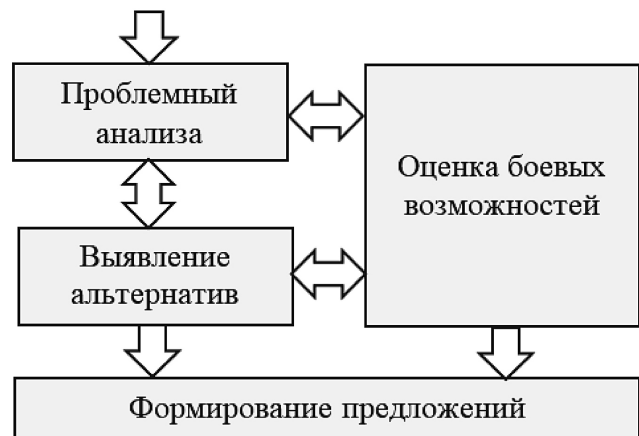 Проблемный
анализа
Оценка боевых
возможностей
Выявление
альтернатив
Формирование предложений